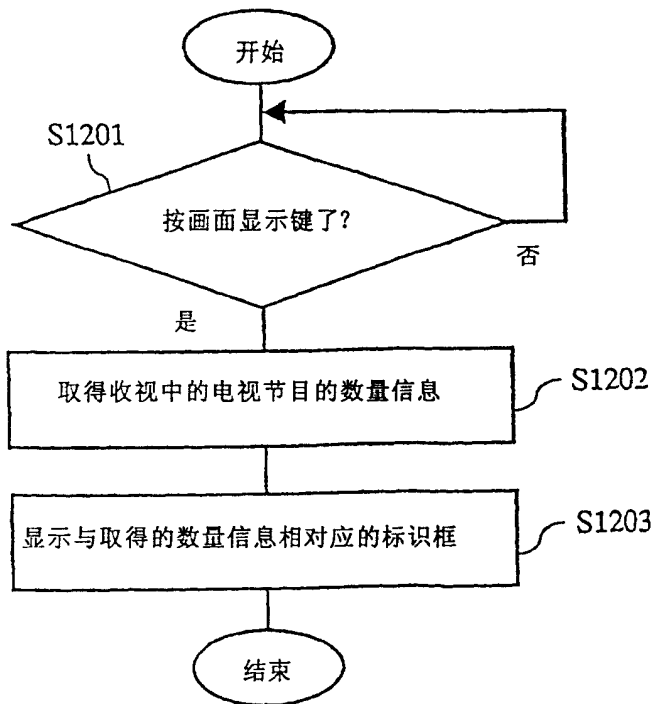 开始
S1201
按画面显示键了?
否
是
取得收视中的电视节目的数量信息
S1202
显示与取得的数量信息相对应的标识框
S1203
结束